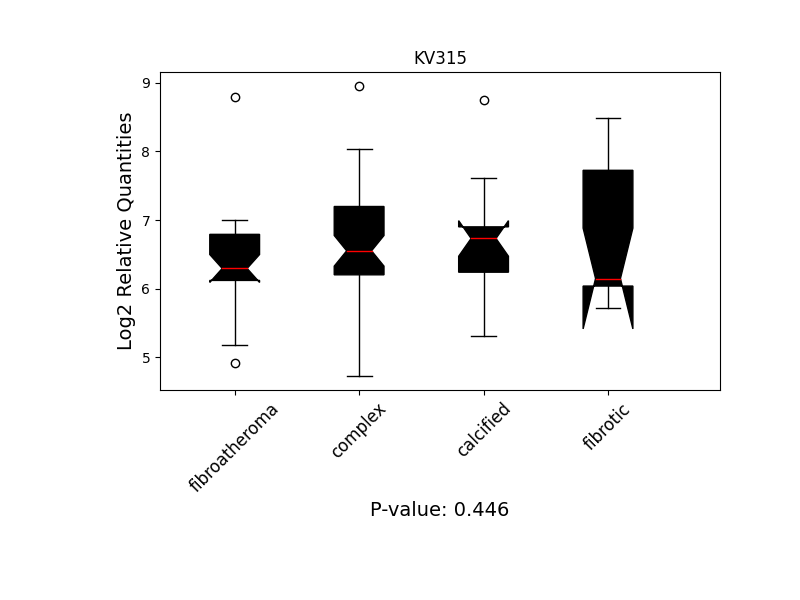 KV315
Log2 Relative Quantities
9
8
7
6
5
fibroatheroma
complex
calcified
fibrotic
P-value: 0.446